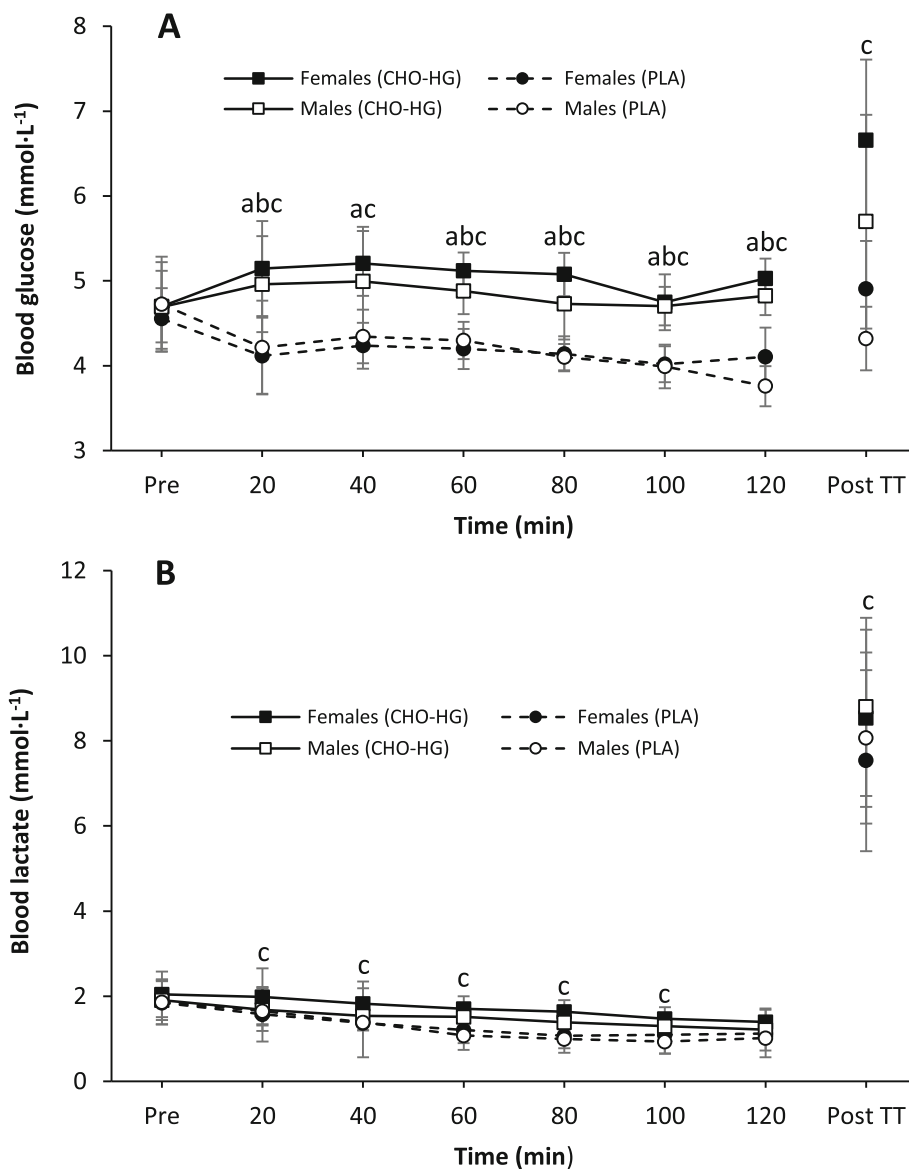 A
8
7
6
5
4
3
Blood glucose (mmol·L-1)
Females (CHO-HG) Females (PLA)
Males (CHO-HG) Males (PLA)
abc ac abc abc abc abc c
Pre 20 40 60 80 100 120 Post TT
Time (min)
B
12
10
8
6
4
2
0
Blood lactate (mmol·L-1)
Females (CHO-HG) Females (PLA)
Males (CHO-HG) Males (PLA)
c c c c c c
Pre 20 40 60 80 100 120 Post TT
Time (min)